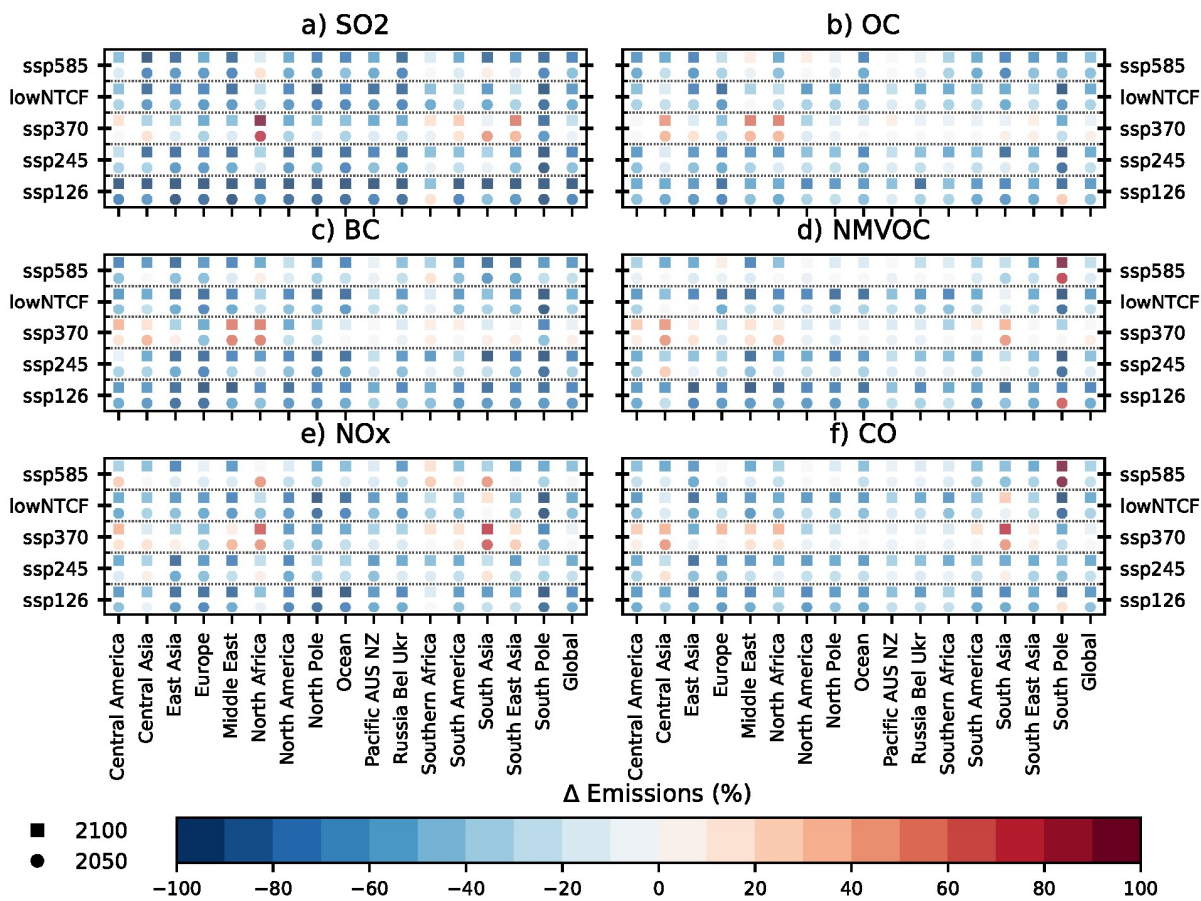 a) SO2
b) OC
ssp585
lowNTCF
ssp370
ssp245
ssp126
ssp585
lowNTCF
ssp370
ssp245
ssp126
c) BC
d) NMVOC
ssp585
lowNTCF
ssp370
ssp245
ssp126
ssp585
lowNTCF
ssp370
ssp245
ssp126
e) NOx
f) CO
ssp585
lowNTCF
ssp370
ssp245
ssp126
ssp585
lowNTCF
ssp370
ssp245
ssp126
Central America
Central Asia
East Asia
Europe
Middle East
North Africa
North America
North Pole
Ocean
Pacific AUS NZ
Russia Bel Ukr
Southern Africa
South America
South Asia
South East Asia
South Pole
Global
Central America
Central Asia
East Asia
Europe
Middle East
North Africa
North America
North Pole
Ocean
Pacific AUS NZ
Russia Bel Ukr
Southern Africa
South America
South Asia
South East Asia
South Pole
Global
Δ Emissions (%)
2100
2050
−100 −80 −60 −40 −20 0 20 40 60 80 100